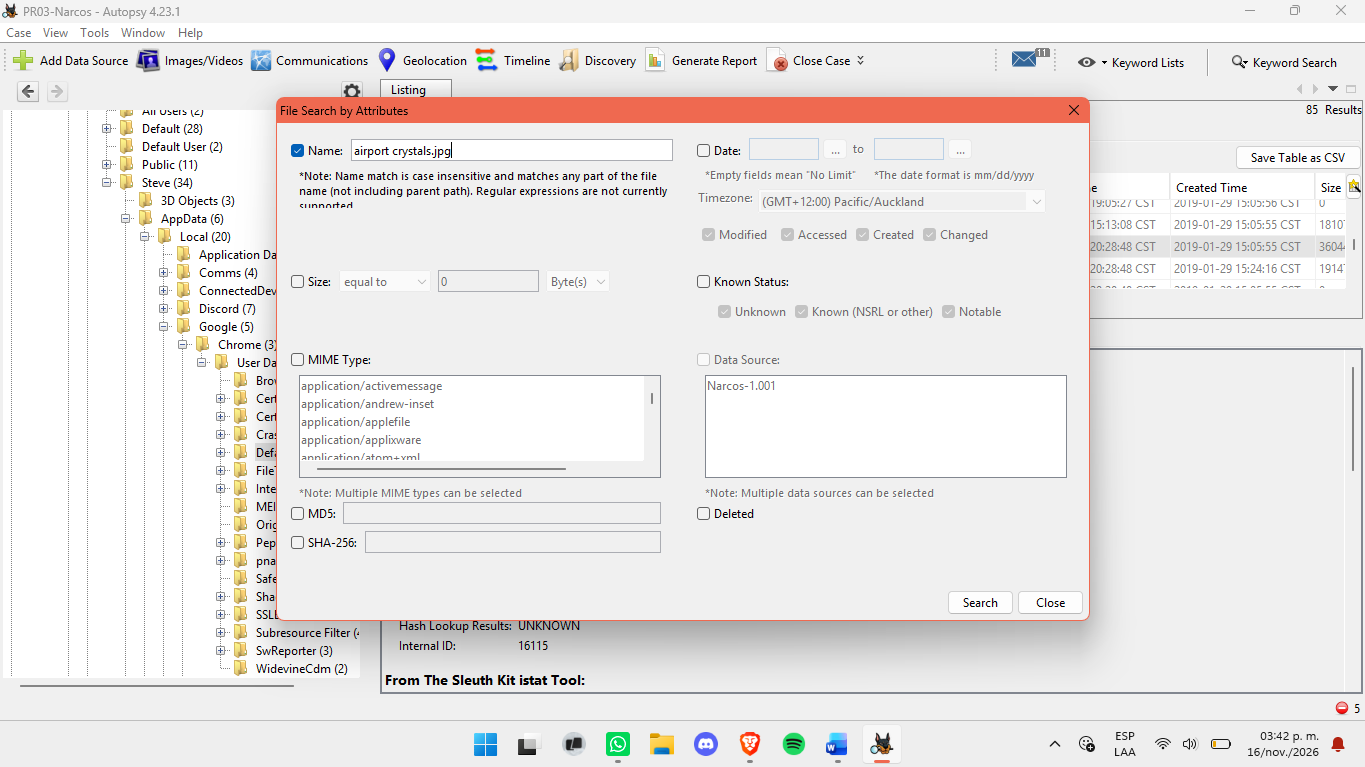 PR03-Narcos - Autopsy 4.23.1
Case View Tools Window Help
Add Data Source Images/Videos Communications Geolocation Timeline Discovery Generate Report Close Case 11 Keyword Lists Keyword Search
Listing
85 Results
Save Table as CSV
Created Time Size
19:05:27 CST 2019-01-29 15:05:56 CST 0
15:13:08 CST 2019-01-29 15:05:55 CST 1810
20:28:48 CST 2019-01-29 15:05:55 CST 3604
20:28:48 CST 2019-01-29 15:24:16 CST 1914
All Users (2)
Default (28)
Default User (2)
Public (11)
Steve (34)
3D Objects (3)
AppData (6)
Local (20)
Application Da
Comms (4)
ConnectedDev
Discord (7)
Google (5)
Chrome (3)
User Da
Brow
Cert
Cert
Cras
Defa
FileT
Inte
MEI
Orig
Pep
pna
Safe
Sha
SSLE
Subresource Filter (4
SwReporter (3)
WidevineCdm (2)
File Search by Attributes
Name: airport crystals.jpg
*Note: Name match is case insensitive and matches any part of the file
name (not including parent path). Regular expressions are not currently
supported.
Date: ... to ...
*Empty fields mean "No Limit" *The date format is mm/dd/yyyy
Timezone: (GMT+12:00) Pacific/Auckland
Modified Accessed Created Changed
Size: equal to 0 Byte(s)
Known Status:
Unknown Known (NSRL or other) Notable
MIME Type:
application/activemessage
application/andrew-inset
application/applefile
application/applixware
application/atom+xml
*Note: Multiple MIME types can be selected
Data Source:
Narcos-1.001
*Note: Multiple data sources can be selected
MD5:
Deleted
SHA-256:
Search Close
Hash Lookup Results: UNKNOWN
Internal ID: 16115
From The Sleuth Kit istat Tool:
5
ESP
LAA
03:42 p. m.
16/nov./2026